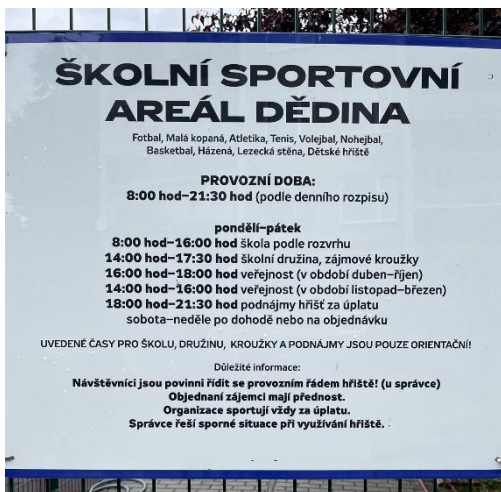 ŠKOLNÍ SPORTOVNÍ
AREÁL DĚDINA
Fotbal, Malá kopaná, Atletika, Tenis, Volejbal, Nohejbal,
Basketbal, Házená, Lezecká stěna, Dětské hřiště
PROVOZNÍ DOBA:
8:00 hod–21:30 hod (podle denního rozpisu)
pondělí–pátek
8:00 hod–16:00 hod škola podle rozvrhu
14:00 hod–17:30 hod školní družina, zájmové kroužky
16:00 hod–18:00 hod veřejnost (v období duben–říjen)
14:00 hod–16:00 hod veřejnost (v období listopad–březen)
18:00 hod–21:30 hod podnájmy hřišť za úplatu
sobota–neděle po dohodě nebo na objednávku
UVEDENÉ ČASY PRO ŠKOLU, DRUŽINU, KROUŽKY A PODNÁJMY JSOU POUZE ORIENTAČNÍ!
Důležité informace:
Návštěvníci jsou povinni řídit se provozním řádem hřiště! (u správce)
Objednaní zájemci mají přednost.
Organizace sportují vždy za úplatu.
Správce řeší sporné situace při využívání hřiště.